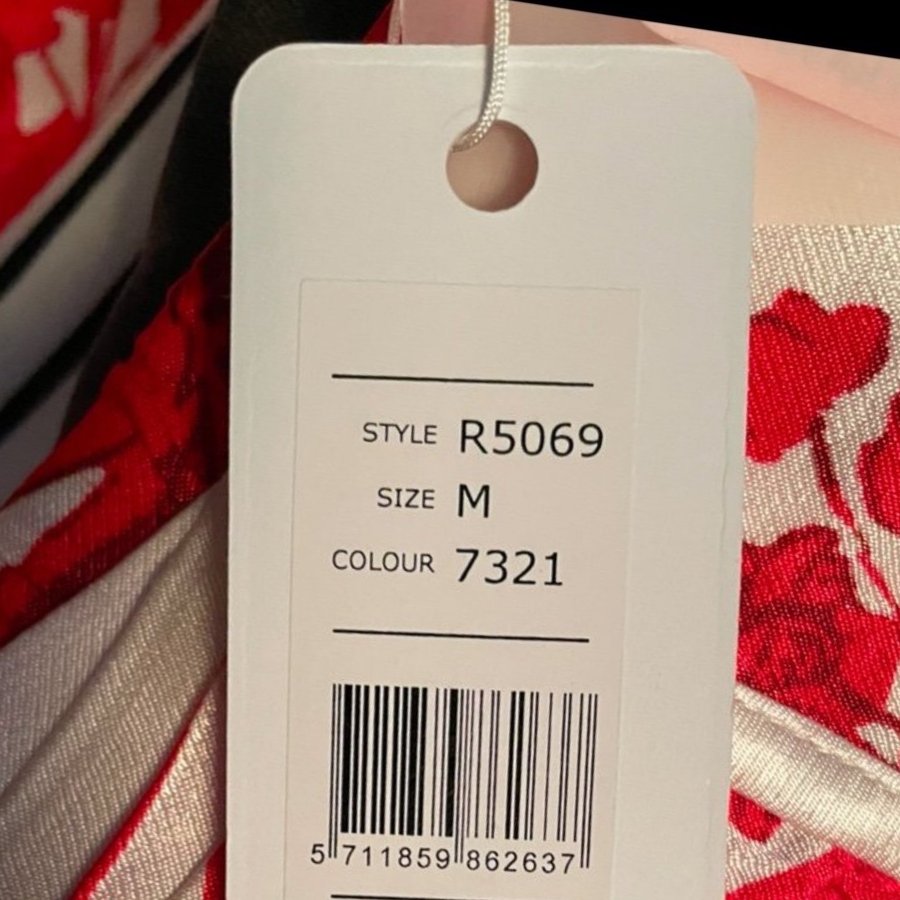 STYLE R5069
SIZE M
COLOUR 7321
5 711859 862637